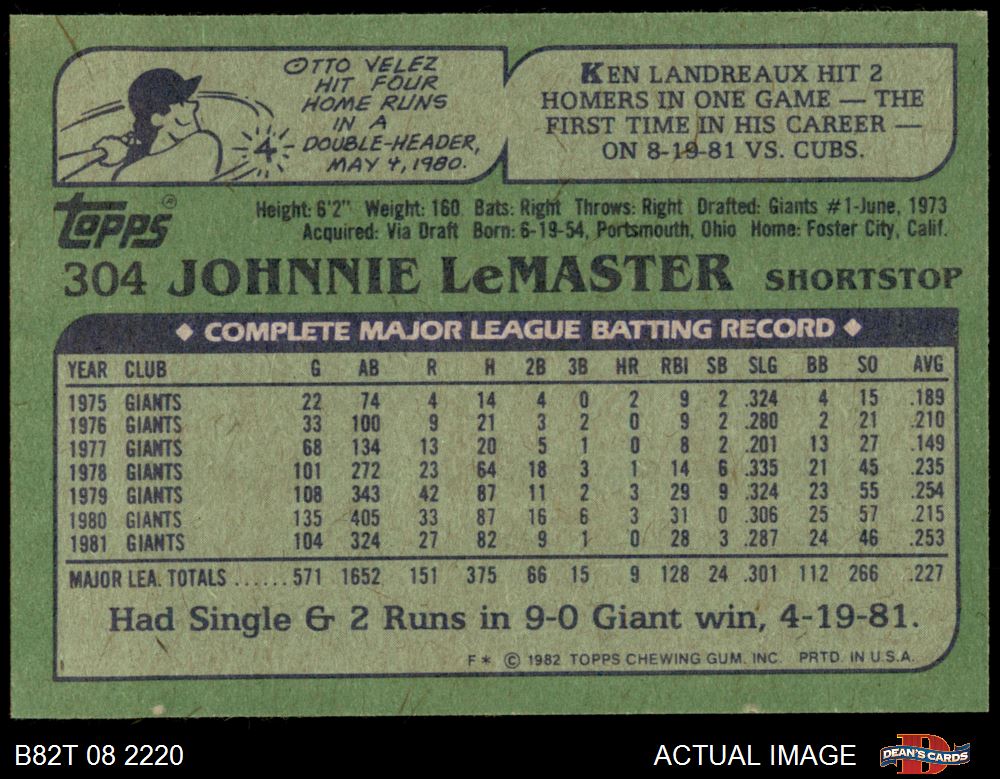 OTTO VELEZ
HIT FOUR
HOME RUNS
IN A
DOUBLE-HEADER,
MAY 4, 1980.
4
KEN LANDREAUX HIT 2
HOMERS IN ONE GAME — THE
FIRST TIME IN HIS CAREER —
ON 8-19-81 VS. CUBS.
Topps®
Height: 6'2" Weight: 160 Bats: Right Throws: Right Drafted: Giants #1-June, 1973
Acquired: Via Draft Born: 6-19-54, Portsmouth, Ohio Home: Foster City, Calif.
304 JOHNNIE LeMASTER SHORTSTOP
◆ COMPLETE MAJOR LEAGUE BATTING RECORD ◆
YEAR CLUB G AB R H 2B 3B HR RBI SB SLG BB SO AVG
1975 GIANTS 22 74 4 14 4 0 2 9 2 .324 4 15 .189
1976 GIANTS 33 100 9 21 3 2 0 9 2 .280 2 21 .210
1977 GIANTS 68 134 13 20 5 1 0 8 2 .201 13 27 .149
1978 GIANTS 101 272 23 64 18 3 1 14 6 .335 21 45 .235
1979 GIANTS 108 343 42 87 11 2 3 29 9 .324 23 55 .254
1980 GIANTS 135 405 33 87 16 6 3 31 0 .306 25 57 .215
1981 GIANTS 104 324 27 82 9 1 0 28 3 .287 24 46 .253
MAJOR LEA. TOTALS ......571 1652 151 375 66 15 9 128 24 .301 112 266 .227
Had Single & 2 Runs in 9-0 Giant win, 4-19-81.
F* © 1982 TOPPS CHEWING GUM, INC. PRTD. IN U.S.A.
B82T 08 2220 ACTUAL IMAGE DEAN'S CARDS